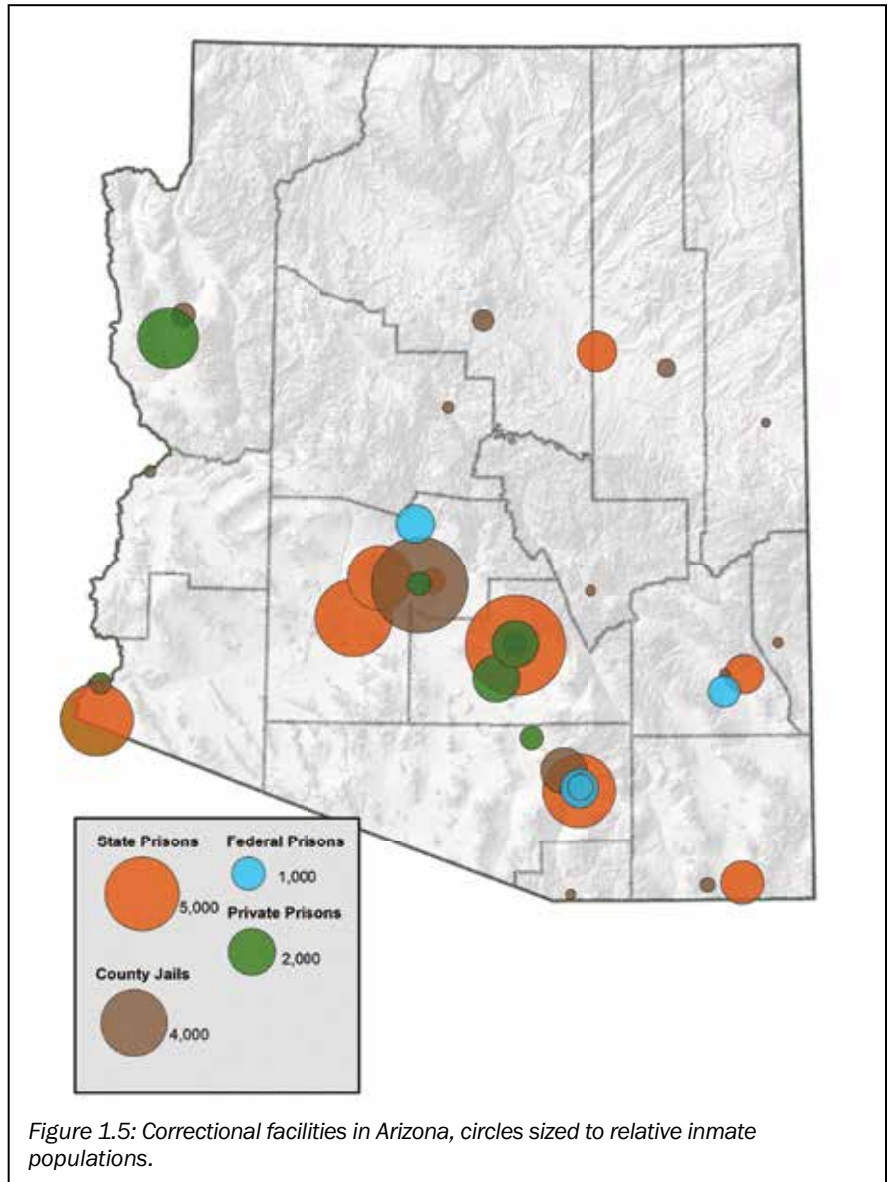 State Prisons
5,000
Federal Prisons
1,000
Private Prisons
2,000
County Jails
4,000
Figure 1.5: Correctional facilities in Arizona, circles sized to relative inmate
populations.